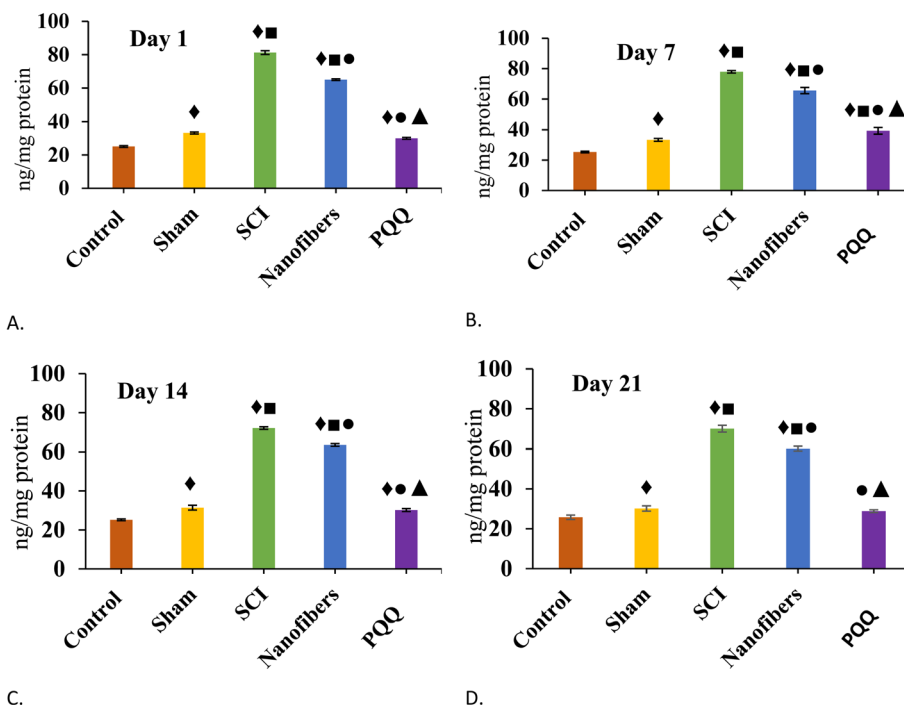 Day 1
♦■
♦■●
♦●▲
♦
100
80
60
40
20
0
ng/mg protein
Control
Sham
SCI
Nanofibers
PQQ
A.
Day 7
♦■
♦■●
♦■●▲
♦
100
80
60
40
20
0
ng/mg protein
Control
Sham
SCI
Nanofibers
PQQ
B.
Day 14
♦■
♦■●
♦●▲
♦
100
80
60
40
20
0
ng/mg protein
Control
Sham
SCI
Nanofibers
PQQ
C.
Day 21
♦■
♦■●
●▲
♦
100
80
60
40
20
0
ng/mg protein
Control
Sham
SCI
Nanofibers
PQQ
D.